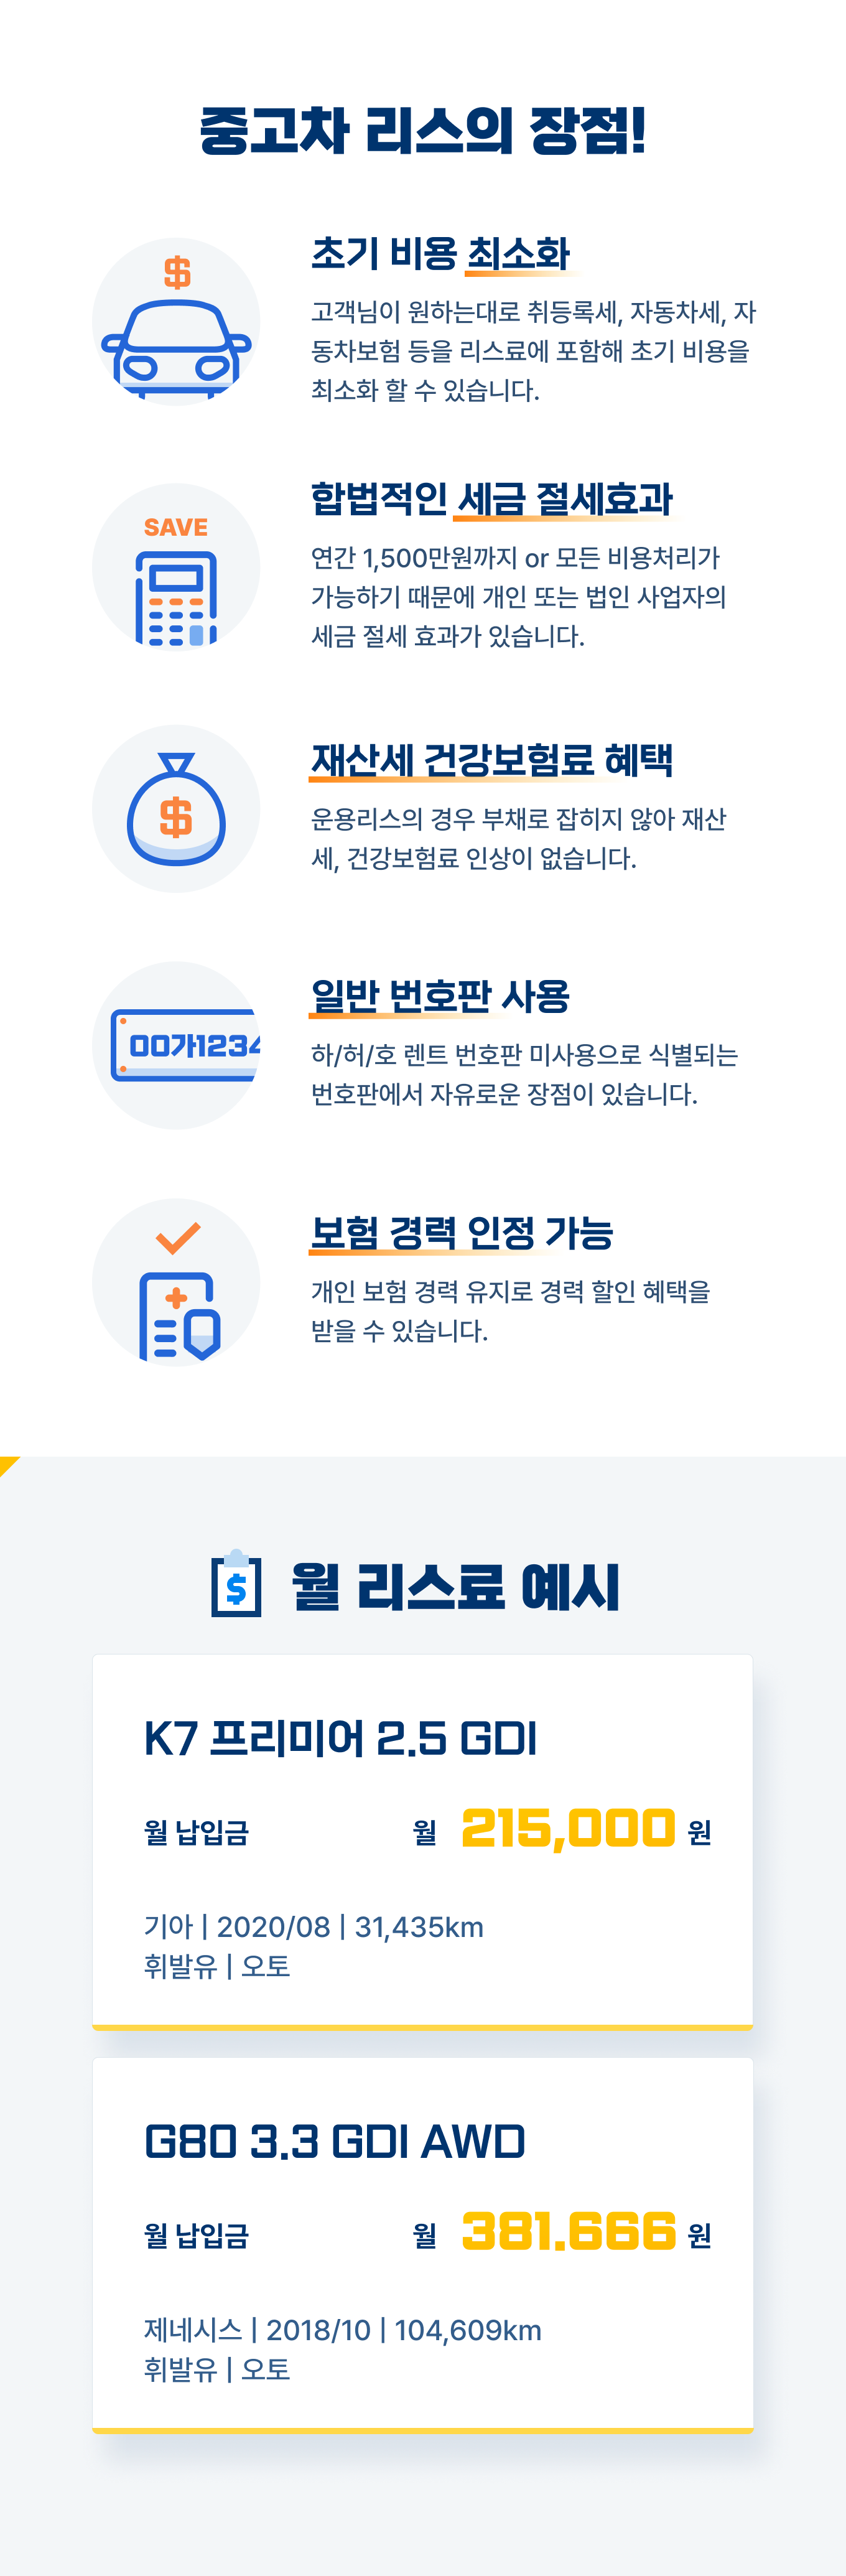 중고차 리스의 장점!
$
초기 비용 최소화
고객님이 원하는대로 취등록세, 자동차세, 자
동차보험 등을 리스료에 포함해 초기 비용을
최소화 할 수 있습니다.
SAVE
합법적인 세금 절세효과
연간 1,500만원까지 or 모든 비용처리가
가능하기 때문에 개인 또는 법인 사업자의
세금 절세 효과가 있습니다.
$
재산세 건강보험료 혜택
운용리스의 경우 부채로 잡히지 않아 재산
세, 건강보험료 인상이 없습니다.
00가1234
일반 번호판 사용
하/허/호 렌트 번호판 미사용으로 식별되는
번호판에서 자유로운 장점이 있습니다.
보험 경력 인정 가능
개인 보험 경력 유지로 경력 할인 혜택을
받을 수 있습니다.
$ 월 리스료 예시
K7 프리미어 2.5 GDI
월 납입금 월 215,000 원
기아 | 2020/08 | 31,435km
휘발유 | 오토
G80 3.3 GDI AWD
월 납입금 월 381.666 원
제네시스 | 2018/10 | 104,609km
휘발유 | 오토